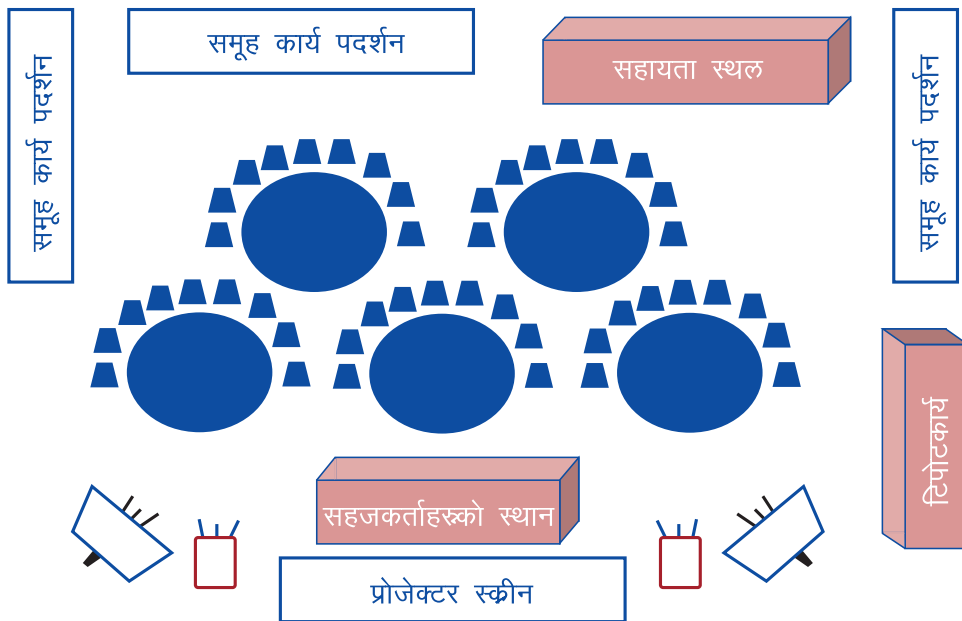 समूह कार्य पदर्शन
सहायता स्थल
समूह कार्य पदर्शन
समूह कार्य पदर्शन
टिपोटकार्य
सहजकर्ताहरुको स्थान
प्रोजेक्टर स्क्रीन